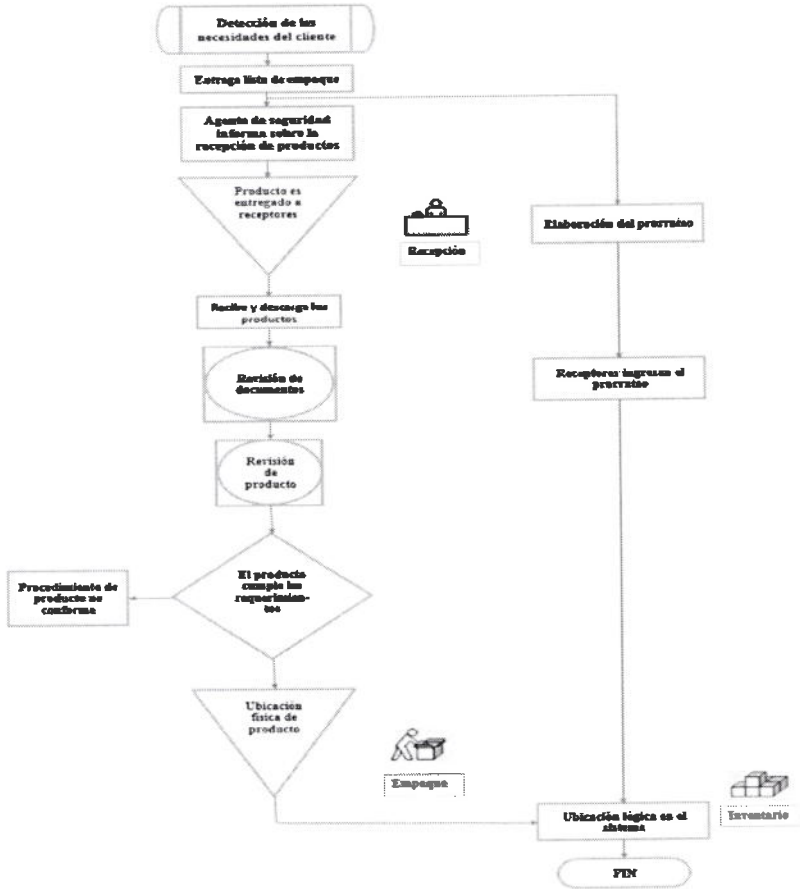 Detección de las
necesidades del cliente
Entrega lista de empaque
Agente de seguridad
informa sobre la
recepción de productos
Producto es
entregado a
receptores
Recepción
Elaboración del prorrateo
Recibe y descarga los
productos
Revisión de
documentos
Receptores ingresan el
prorrateo
Revisión
de
producto
El producto
cumple los
requerimien-
tos
Procedimiento de
producto no
conforme
Ubicación
física de
producto
Empaque
Ubicación lógica en el
sistema
Inventario
FIN